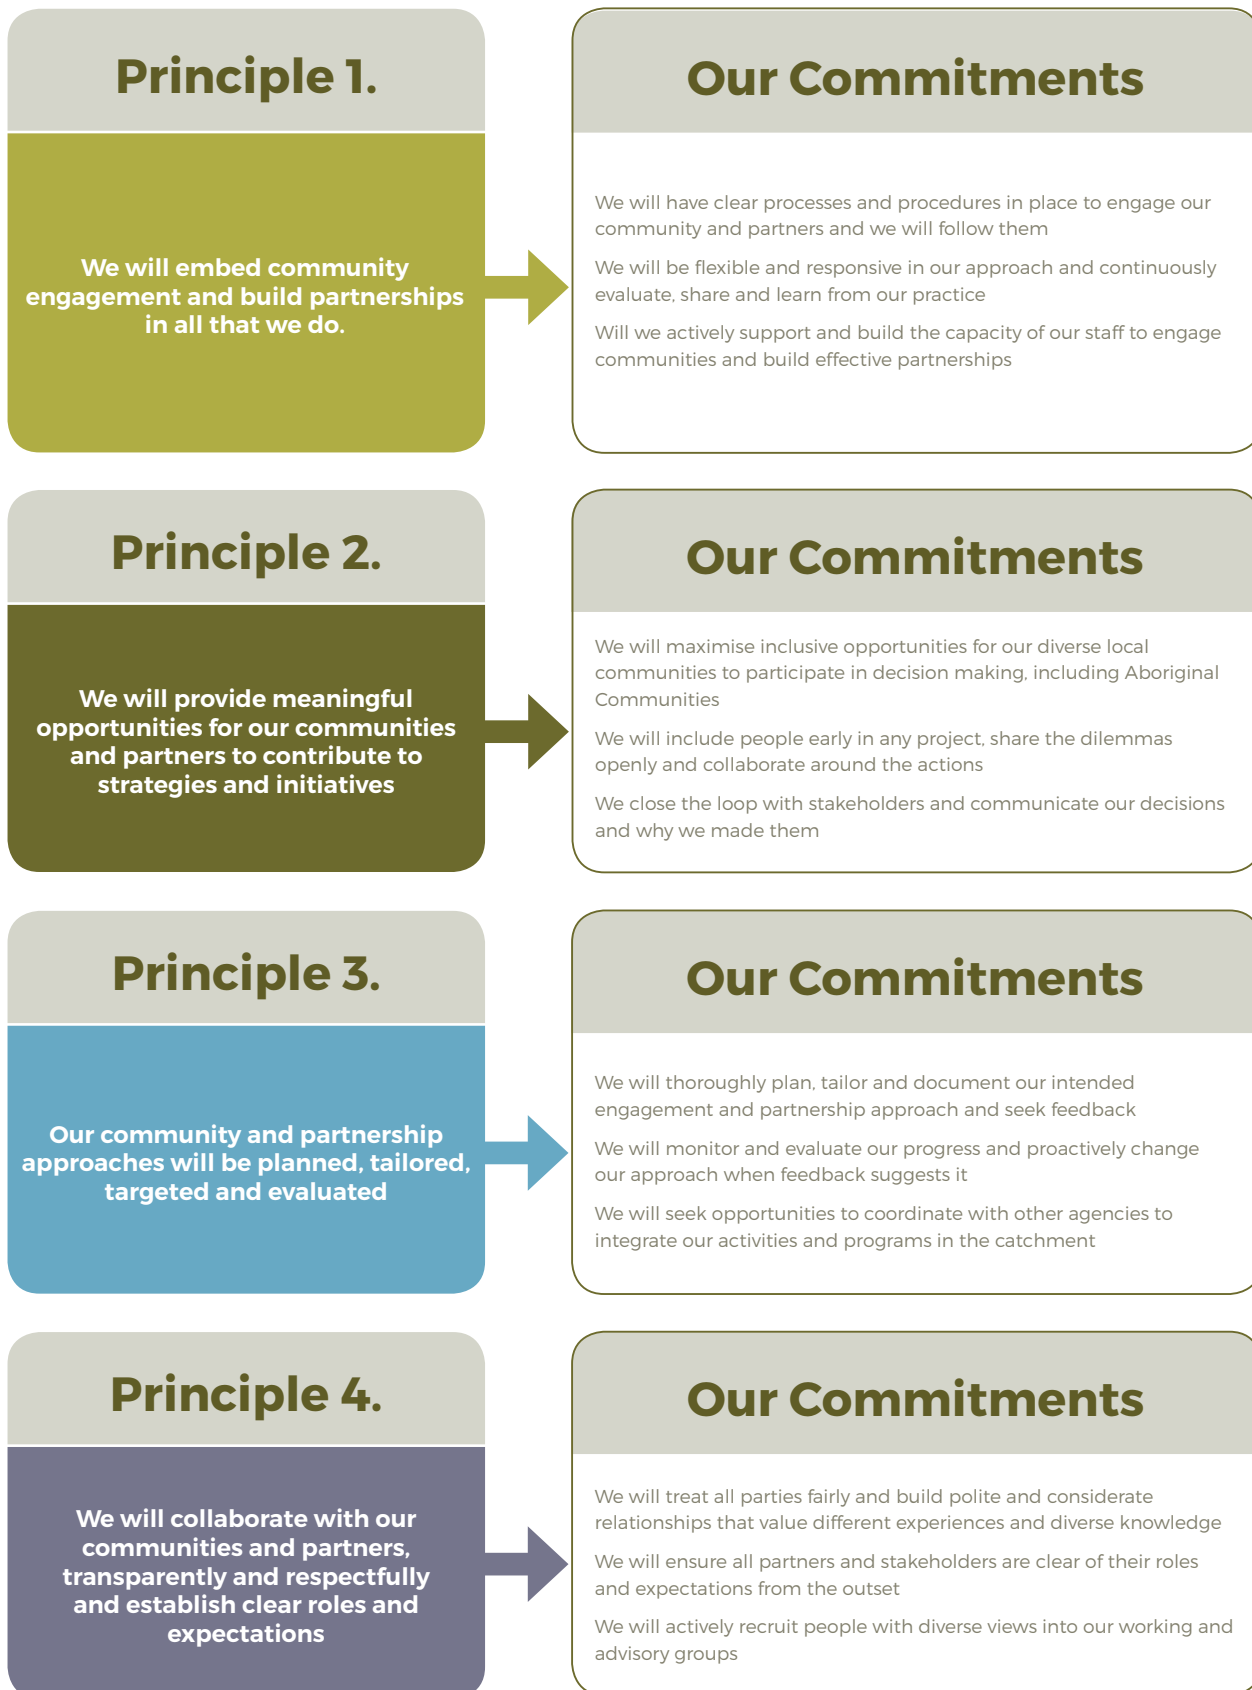 Principle 1.
We will embed community
engagement and build partnerships
in all that we do.
Our Commitments
We will have clear processes and procedures in place to engage our
community and partners and we will follow them
We will be flexible and responsive in our approach and continuously
evaluate, share and learn from our practice
Will we actively support and build the capacity of our staff to engage
communities and build effective partnerships
Principle 2.
We will provide meaningful
opportunities for our communities
and partners to contribute to
strategies and initiatives
Our Commitments
We will maximise inclusive opportunities for our diverse local
communities to participate in decision making, including Aboriginal
Communities
We will include people early in any project, share the dilemmas
openly and collaborate around the actions
We close the loop with stakeholders and communicate our decisions
and why we made them
Principle 3.
Our community and partnership
approaches will be planned, tailored,
targeted and evaluated
Our Commitments
We will thoroughly plan, tailor and document our intended
engagement and partnership approach and seek feedback
We will monitor and evaluate our progress and proactively change
our approach when feedback suggests it
We will seek opportunities to coordinate with other agencies to
integrate our activities and programs in the catchment
Principle 4.
We will collaborate with our
communities and partners,
transparently and respectfully
and establish clear roles and
expectations
Our Commitments
We will treat all parties fairly and build polite and considerate
relationships that value different experiences and diverse knowledge
We will ensure all partners and stakeholders are clear of their roles
and expectations from the outset
We will actively recruit people with diverse views into our working and
advisory groups